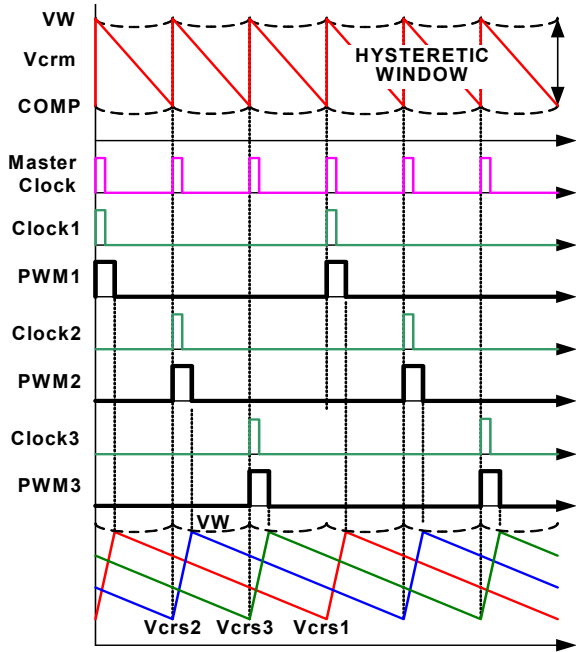 VW
Vcrm
HYSTERETIC
WINDOW
COMP
Master
Clock
Clock1
PWM1
Clock2
PWM2
Clock3
PWM3
VW
Vcrs2 Vcrs3 Vcrs1